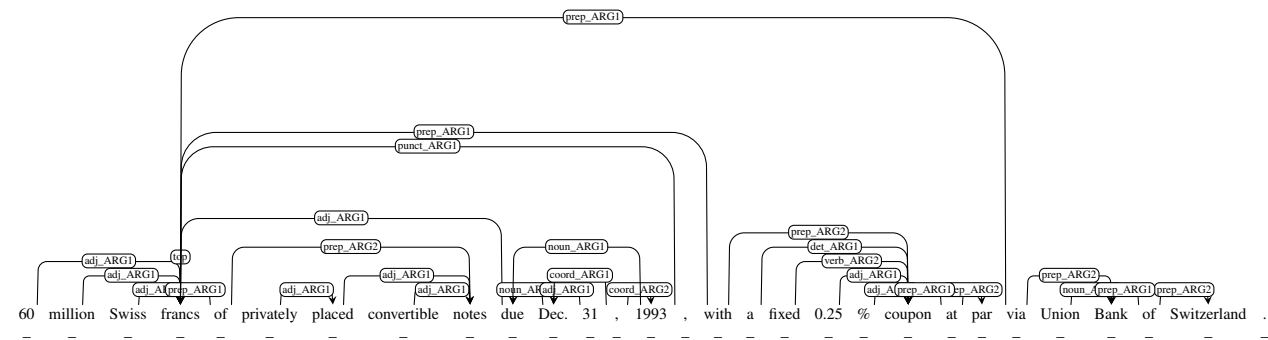 prep_ARG1
prep_ARG1
punct_ARG1
adj_ARG1
prep_ARG2
det_ARG1
prep_ARG2 noun_ARG1
top
adj_ARG1 verb_ARG2
adj_ARG1 adj_ARG1 coord_ARG1 adj_ARG1 prep_ARG2
prep_ARG1 adj_ARG1 adj_ARG1 adj_ARG1 coord_ARG2 prep_ARG1 prep_ARG1 prep_ARG2
60 million Swiss francs of privately placed convertible notes due Dec. 31 , 1993 , with a fixed 0.25 % coupon at par via Union Bank of Switzerland .
_ _ _ _ _ _ _ _ _ _ _ _ _ _ _ _ _ _ _ _ _ _ _ _ _ _ _ _ _